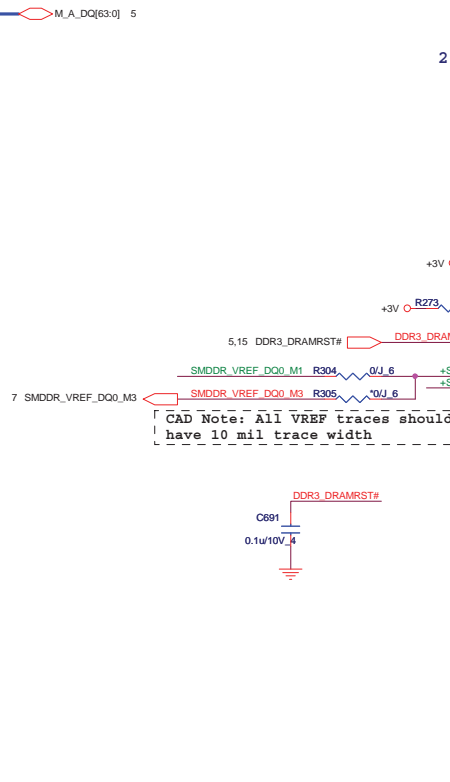 M_A_DQ[63:0] 5
2
+3V
+3V R273
5,15 DDR3_DRAMRST# DDR3_DRAM
SMDDR_VREF_DQ0_M1 R304 0/J_6 +S
+S
7 SMDDR_VREF_DQ0_M3 SMDDR_VREF_DQ0_M3 R305 *0/J_6
CAD Note: All VREF traces should
have 10 mil trace width
DDR3_DRAMRST#
C691
0.1u/10V_4